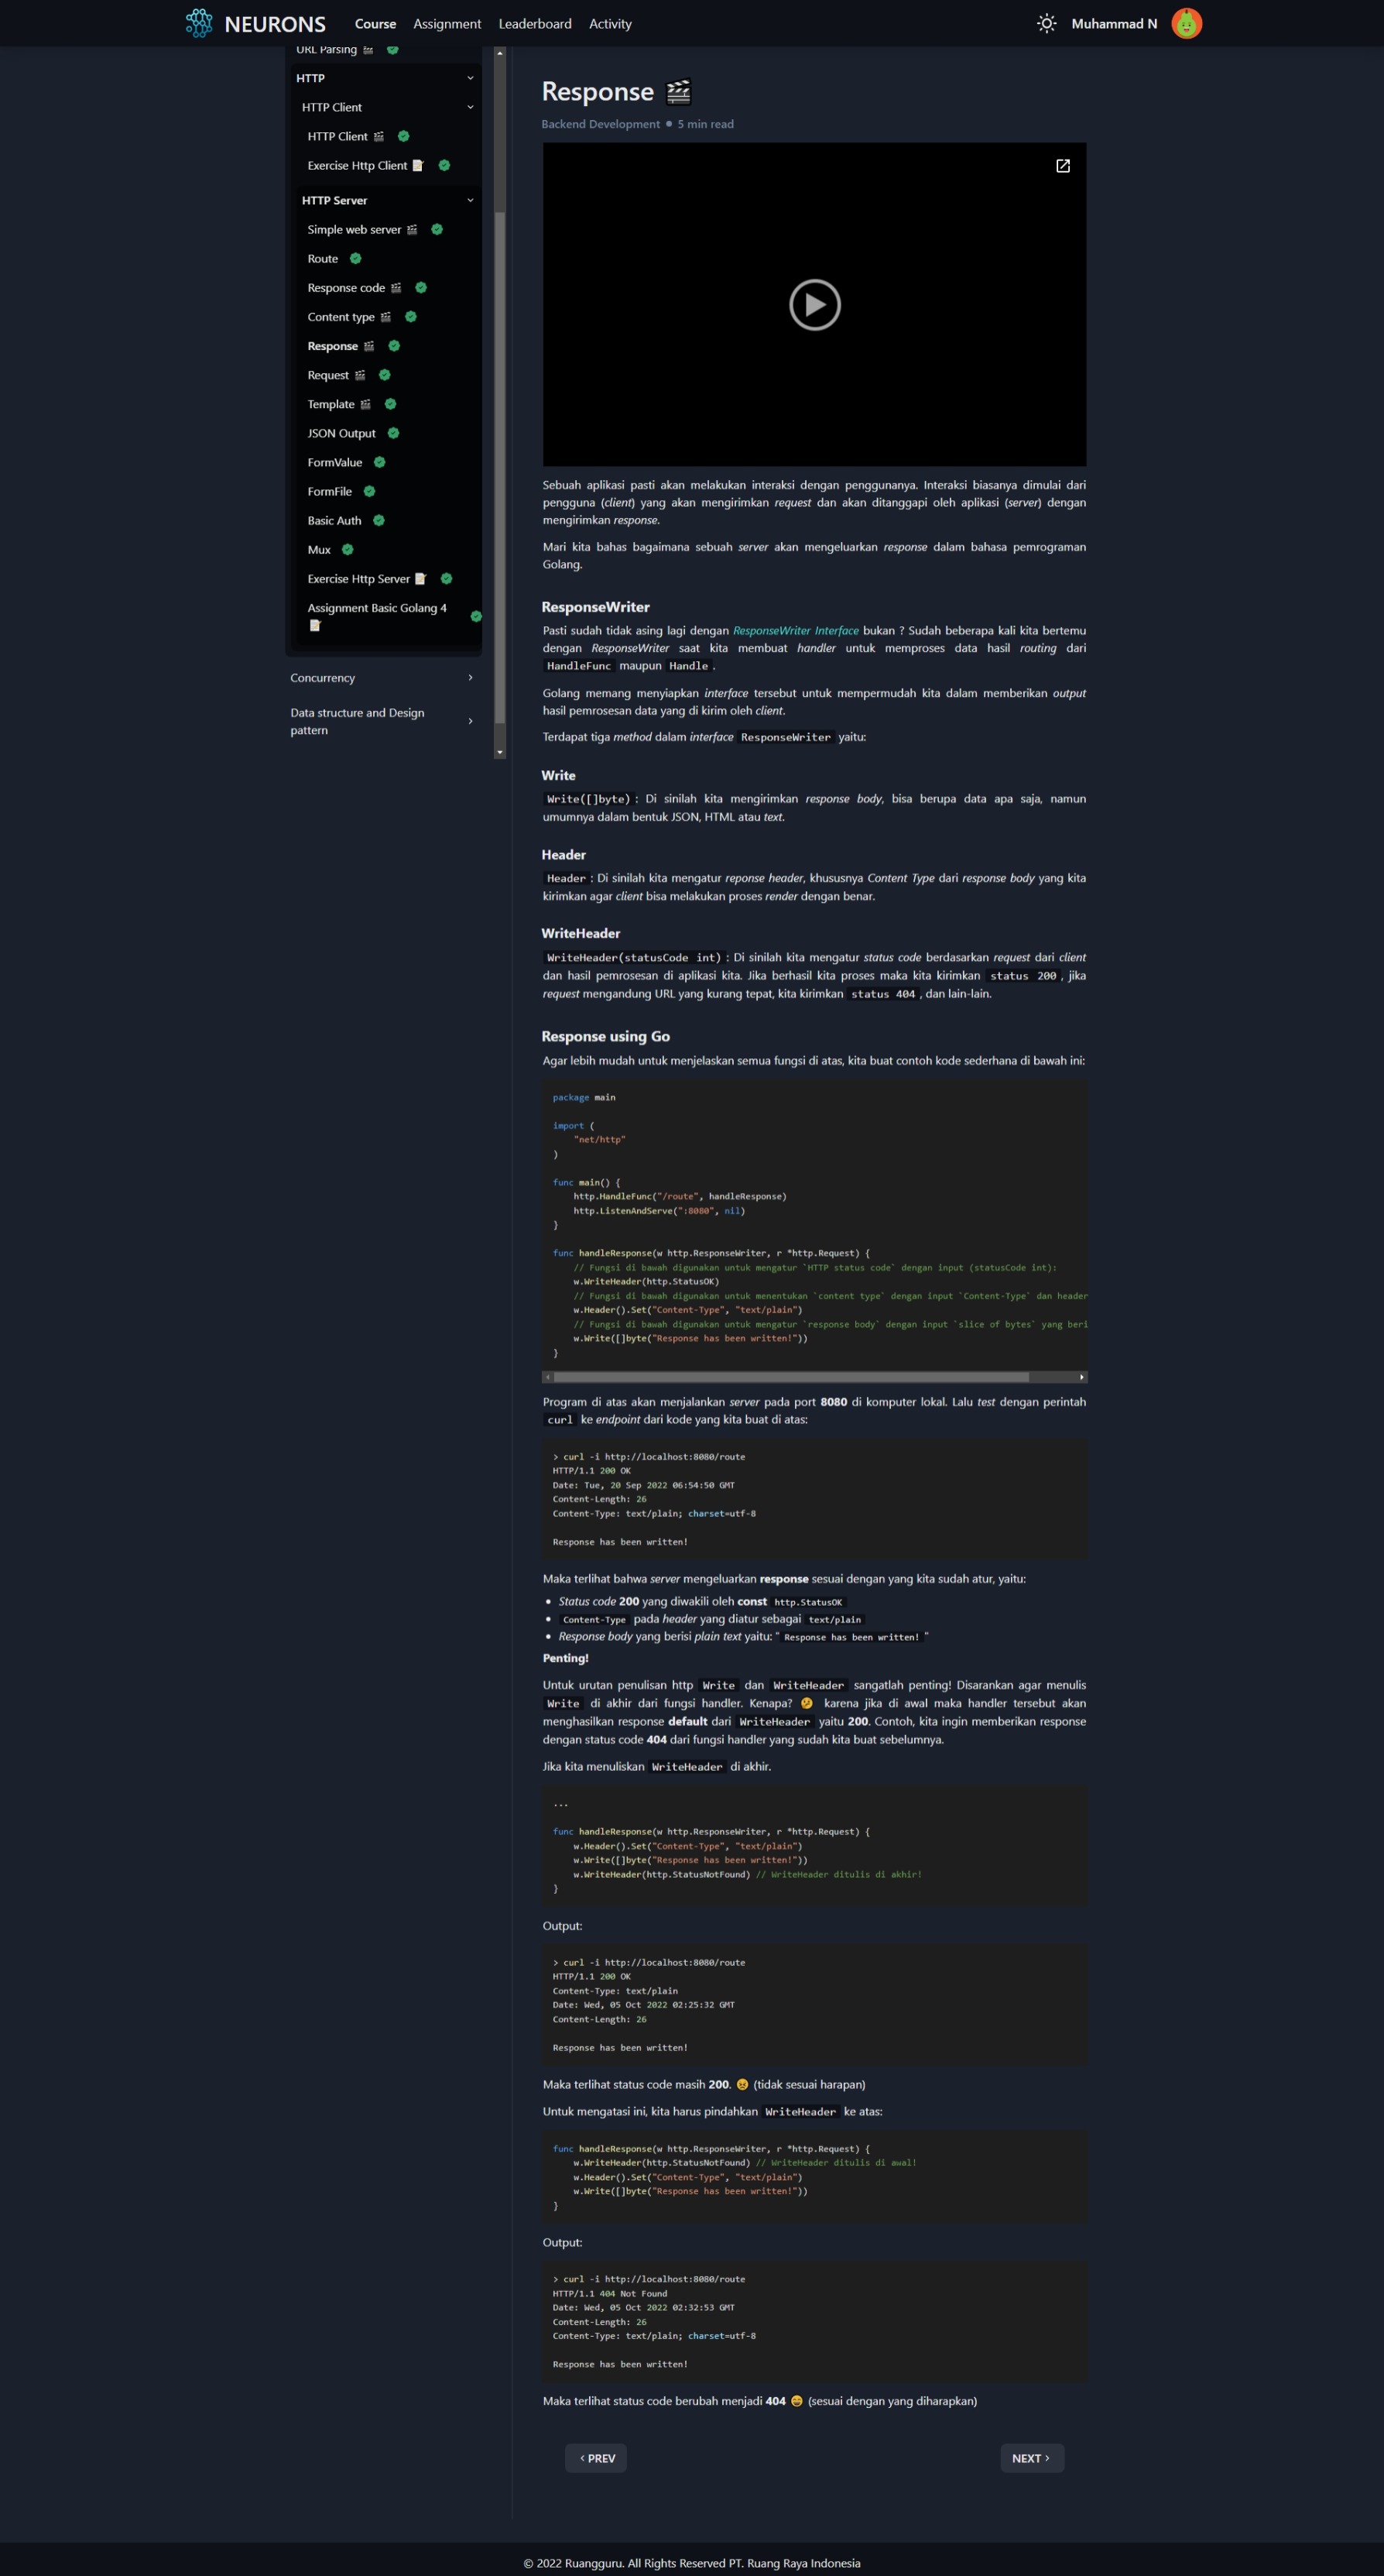 NEURONS
Course Assignment Leaderboard Activity
Muhammad N
URL Parsing
HTTP
HTTP Client
HTTP Client
Exercise Http Client
HTTP Server
Simple web server
Route
Response code
Content type
Response
Request
Template
JSON Output
FormValue
FormFile
Basic Auth
Mux
Exercise Http Server
Assignment Basic Golang 4
Concurrency
Data structure and Design
pattern
Response 🎬
Backend Development • 5 min read
Sebuah aplikasi pasti akan melakukan interaksi dengan penggunanya. Interaksi biasanya dimulai dari
pengguna (client) yang akan mengirimkan request dan akan ditanggapi oleh aplikasi (server) dengan
mengirimkan response.
Mari kita bahas bagaimana sebuah server akan mengeluarkan response dalam bahasa pemrograman
Golang.
ResponseWriter
Pasti sudah tidak asing lagi dengan ResponseWriter Interface bukan ? Sudah beberapa kali kita bertemu
dengan ResponseWriter saat kita membuat handler untuk memproses data hasil routing dari
HandleFunc maupun Handle .
Golang memang menyiapkan interface tersebut untuk mempermudah kita dalam memberikan output
hasil pemrosesan data yang di kirim oleh client.
Terdapat tiga method dalam interface ResponseWriter yaitu:
Write
Write([]byte) : Di sinilah kita mengirimkan response body, bisa berupa data apa saja, namun
umumnya dalam bentuk JSON, HTML atau text.
Header
Header : Di sinilah kita mengatur reponse header, khususnya Content Type dari response body yang kita
kirimkan agar client bisa melakukan proses render dengan benar.
WriteHeader
WriteHeader(statusCode int) : Di sinilah kita mengatur status code berdasarkan request dari client
dan hasil pemrosesan di aplikasi kita. Jika berhasil kita proses maka kita kirimkan status 200 , jika
request mengandung URL yang kurang tepat, kita kirimkan status 404 , dan lain-lain.
Response using Go
Agar lebih mudah untuk menjelaskan semua fungsi di atas, kita buat contoh kode sederhana di bawah ini:
package main
import (
"net/http"
)
func main() {
http.HandleFunc("/route", handleResponse)
http.ListenAndServe(":8080", nil)
}
func handleResponse(w http.ResponseWriter, r *http.Request) {
// Fungsi di bawah digunakan untuk mengatur `HTTP status code` dengan input (statusCode int):
w.WriteHeader(http.StatusOK)
// Fungsi di bawah digunakan untuk menentukan `content type` dengan input `Content-Type` dan header
w.Header().Set("Content-Type", "text/plain")
// Fungsi di bawah digunakan untuk mengatur `response body` dengan input `slice of bytes` yang beri
w.Write([]byte("Response has been written!"))
}
Program di atas akan menjalankan server pada port 8080 di komputer lokal. Lalu test dengan perintah
curl ke endpoint dari kode yang kita buat di atas:
> curl -i http://localhost:8080/route
HTTP/1.1 200 OK
Date: Tue, 20 Sep 2022 06:54:50 GMT
Content-Length: 26
Content-Type: text/plain; charset=utf-8
Response has been written!
Maka terlihat bahwa server mengeluarkan response sesuai dengan yang kita sudah atur, yaitu:
• Status code 200 yang diwakili oleh const http.StatusOK
• Content-Type pada header yang diatur sebagai text/plain
• Response body yang berisi plain text yaitu: " Response has been written! "
Penting!
Untuk urutan penulisan http Write dan WriteHeader sangatlah penting! Disarankan agar menulis
Write di akhir dari fungsi handler. Kenapa? 🤔 karena jika di awal maka handler tersebut akan
menghasilkan response default dari WriteHeader yaitu 200. Contoh, kita ingin memberikan response
dengan status code 404 dari fungsi handler yang sudah kita buat sebelumnya.
Jika kita menuliskan WriteHeader di akhir.
...
func handleResponse(w http.ResponseWriter, r *http.Request) {
w.Header().Set("Content-Type", "text/plain")
w.Write([]byte("Response has been written!"))
w.WriteHeader(http.StatusNotFound) // WriteHeader ditulis di akhir!
}
Output:
> curl -i http://localhost:8080/route
HTTP/1.1 200 OK
Content-Type: text/plain
Date: Wed, 05 Oct 2022 02:25:32 GMT
Content-Length: 26
Response has been written!
Maka terlihat status code masih 200. 😠 (tidak sesuai harapan)
Untuk mengatasi ini, kita harus pindahkan WriteHeader ke atas:
func handleResponse(w http.ResponseWriter, r *http.Request) {
w.WriteHeader(http.StatusNotFound) // WriteHeader ditulis di awal!
w.Header().Set("Content-Type", "text/plain")
w.Write([]byte("Response has been written!"))
}
Output:
> curl -i http://localhost:8080/route
HTTP/1.1 404 Not Found
Date: Wed, 05 Oct 2022 02:32:53 GMT
Content-Length: 26
Content-Type: text/plain; charset=utf-8
Response has been written!
Maka terlihat status code berubah menjadi 404 😄 (sesuai dengan yang diharapkan)
‹ PREV
NEXT ›
© 2022 Ruangguru. All Rights Reserved PT. Ruang Raya Indonesia